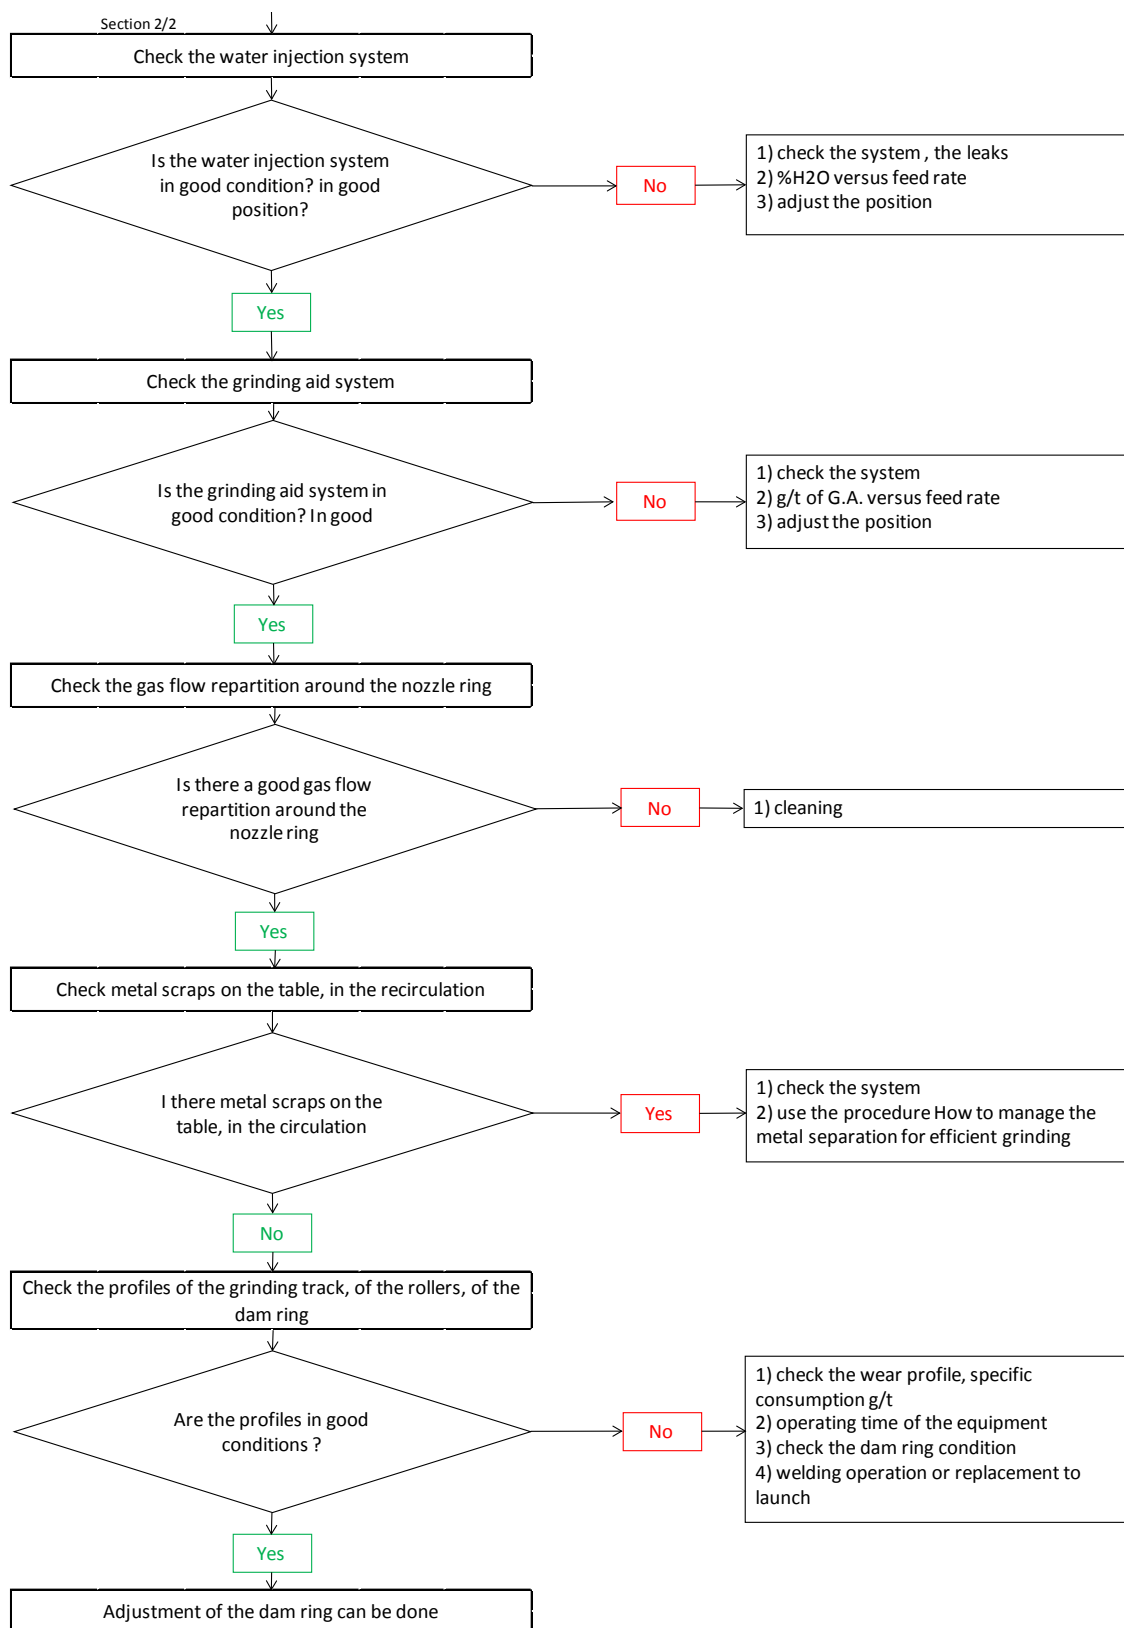 Section 2/2
Check the water injection system
Is the water injection system
in good condition? in good
position?
No
1) check the system , the leaks
2) %H2O versus feed rate
3) adjust the position
Yes
Check the grinding aid system
Is the grinding aid system in
good condition? In good
No
1) check the system
2) g/t of G.A. versus feed rate
3) adjust the position
Yes
Check the gas flow repartition around the nozzle ring
Is there a good gas flow
repartition around the
nozzle ring
No
1) cleaning
Yes
Check metal scraps on the table, in the recirculation
I there metal scraps on the
table, in the circulation
Yes
1) check the system
2) use the procedure How to manage the
metal separation for efficient grinding
No
Check the profiles of the grinding track, of the rollers, of the
dam ring
Are the profiles in good
conditions ?
No
1) check the wear profile, specific
consumption g/t
2) operating time of the equipment
3) check the dam ring condition
4) welding operation or replacement to
launch
Yes
Adjustment of the dam ring can be done